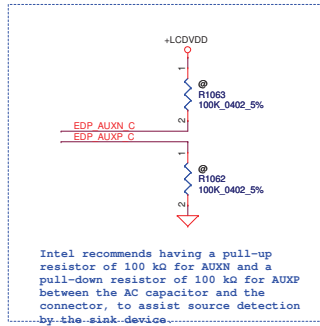 +LCDVDD
1
@
R1063
100K_0402_5%
2
EDP_AUXN_C
EDP_AUXP_C
1
@
R1062
100K_0402_5%
2
Intel recommends having a pull-up
resistor of 100 kΩ for AUXN and a
pull-down resistor of 100 kΩ for AUXP
between the AC capacitor and the
connector, to assist source detection
by the sink device.